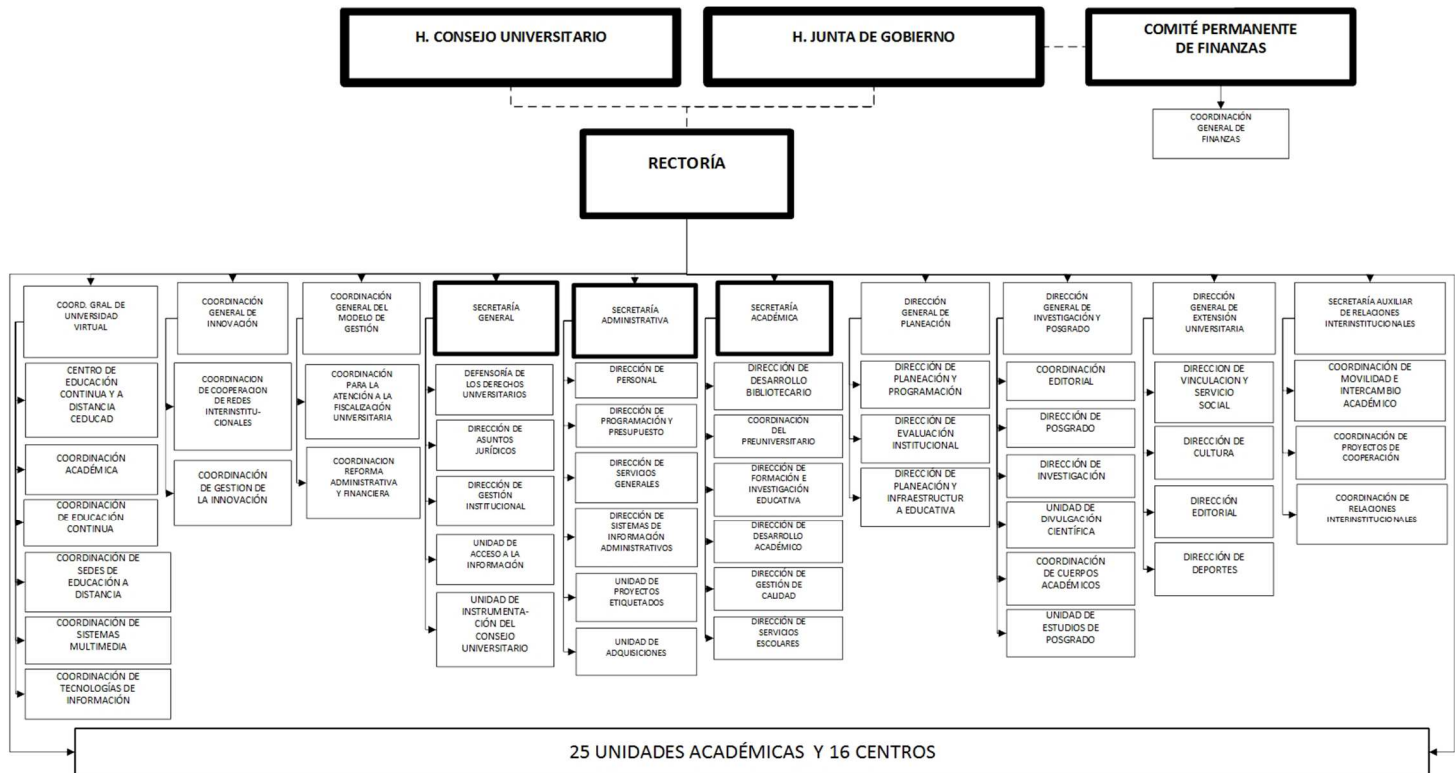 H. CONSEJO UNIVERSITARIO
H. JUNTA DE GOBIERNO
COMITÉ PERMANENTE
DE FINANZAS
COORDINACIÓN
GENERAL DE
FINANZAS
RECTORÍA
COORD. GRAL. DE
UNIVERSIDAD
VIRTUAL
CENTRO DE
EDUCACIÓN
CONTINUA Y A
DISTANCIA
CEDUCAD
COORDINACIÓN
ACADÉMICA
COORDINACIÓN
DE EDUCACIÓN
CONTINUA
COORDINACIÓN DE
SEDES DE
EDUCACIÓN A
DISTANCIA
COORDINACIÓN DE
SISTEMAS
MULTIMEDIA
COORDINACIÓN DE
TECNOLOGÍAS DE
INFORMACIÓN
COORDINACIÓN
GENERAL DE
INNOVACIÓN
COORDINACION
DE COOPERACION
DE REDES
INTERINSTITU-
CIONALES
COORDINACIÓN
DE GESTION DE
LA INNOVACIÓN
COORDINACIÓN
GENERAL DEL
MODELO DE
GESTIÓN
COORDINACIÓN
PARA LA
ATENCIÓN A LA
FISCALIZACIÓN
UNIVERSITARIA
COORDINACION
REFORMA
ADMINISTRATIVA
Y FINANCIERA
SECRETARÍA
GENERAL
DEFENSORÍA DE
LOS DERECHOS
UNIVERSITARIOS
DIRECCIÓN DE
ASUNTOS
JURÍDICOS
DIRECCIÓN DE
GESTIÓN
INSTITUCIONAL
UNIDAD DE
ACCESO A LA
INFORMACIÓN
UNIDAD DE
INSTRUMENTA-
CIÓN DEL
CONSEJO
UNIVERSITARIO
SECRETARÍA
ADMINISTRATIVA
DIRECCIÓN DE
PERSONAL
DIRECCIÓN DE
PROGRAMACIÓN Y
PRESUPUESTO
DIRECCIÓN DE
SERVICIOS
GENERALES
DIRECCIÓN DE
SISTEMAS DE
INFORMACIÓN
ADMINISTRATIVOS
UNIDAD DE
PROYECTOS
ETIQUETADOS
UNIDAD DE
ADQUISICIONES
SECRETARÍA
ACADÉMICA
DIRECCIÓN DE
DESARROLLO
BIBLIOTECARIO
COORDINACIÓN
DEL
PREUNIVERSITARIO
DIRECCIÓN DE
FORMACIÓN E
INVESTIGACIÓN
EDUCATIVA
DIRECCIÓN DE
DESARROLLO
ACADÉMICO
DIRECCIÓN DE
GESTIÓN DE
CALIDAD
DIRECCIÓN DE
SERVICIOS
ESCOLARES
DIRECCIÓN
GENERAL DE
PLANEACIÓN
DIRECCIÓN DE
PLANEACIÓN Y
PROGRAMACIÓN
DIRECCIÓN DE
EVALUACIÓN
INSTITUCIONAL
DIRECCIÓN DE
PLANEACIÓN Y
INFRAESTRUCTUR
A EDUCATIVA
DIRECCIÓN
GENERAL DE
INVESTIGACIÓN Y
POSGRADO
COORDINACIÓN
EDITORIAL
DIRECCIÓN DE
POSGRADO
DIRECCIÓN DE
INVESTIGACIÓN
UNIDAD DE
DIVULGACIÓN
CIENTÍFICA
COORDINACIÓN
DE CUERPOS
ACADÉMICOS
UNIDAD DE
ESTUDIOS DE
POSGRADO
DIRECCIÓN
GENERAL DE
EXTENSIÓN
UNIVERSITARIA
DIRECCION DE
VINCULACION Y
SERVICIO
SOCIAL
DIRECCIÓN DE
CULTURA
DIRECCIÓN
EDITORIAL
DIRECCIÓN DE
DEPORTES
SECRETARÍA AUXILIAR
DE RELACIONES
INTERINSTITUCIONALES
COORDINACIÓN DE
MOVILIDAD E
INTERCAMBIO
ACADÉMICO
COORDINACIÓN DE
PROYECTOS DE
COOPERACIÓN
COORDINACIÓN DE
RELACIONES
INTERINSTITUCIONALES
25 UNIDADES ACADÉMICAS Y 16 CENTROS